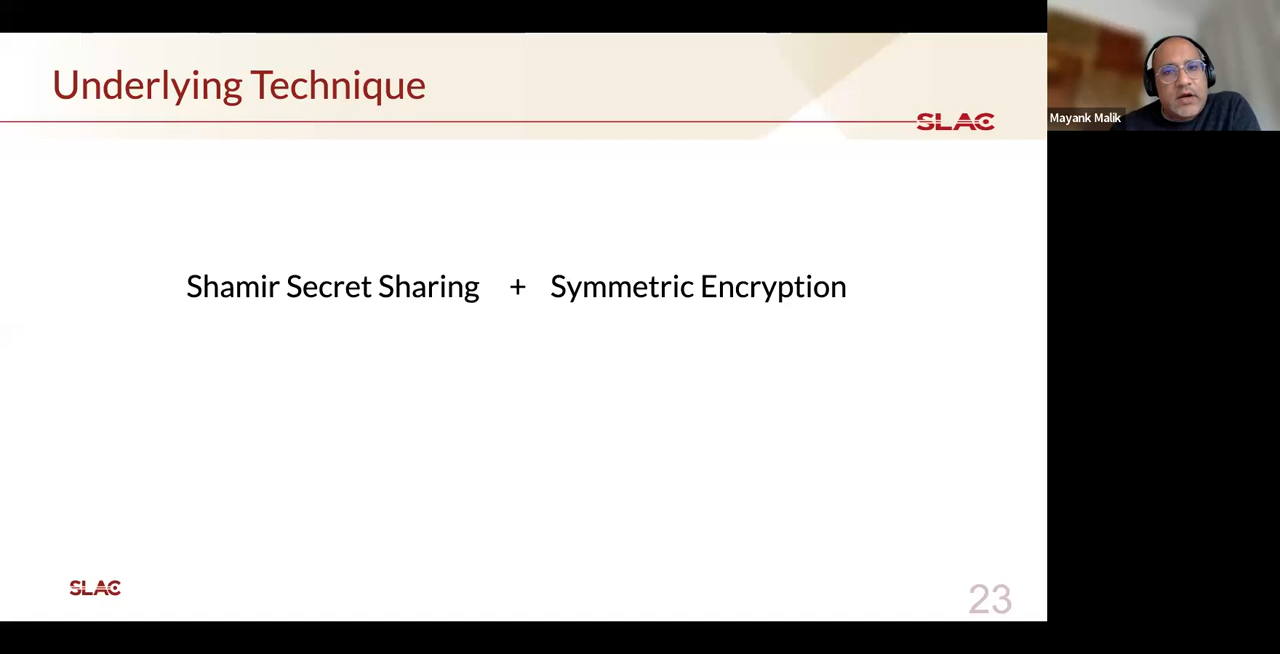 Underlying Technique
SLAC
Mayank Malik
Shamir Secret Sharing + Symmetric Encryption
SLAC
23